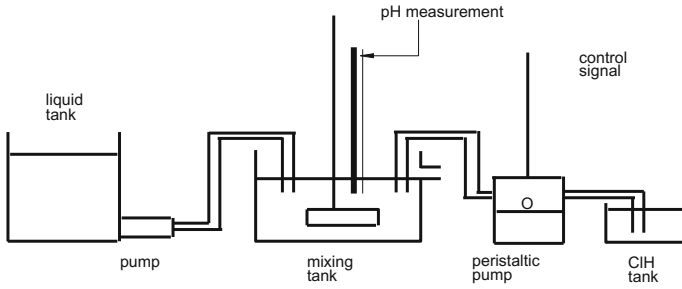 pH measurement
control
signal
liquid
tank
O
pump
mixing
tank
peristaltic
pump
ClH
tank